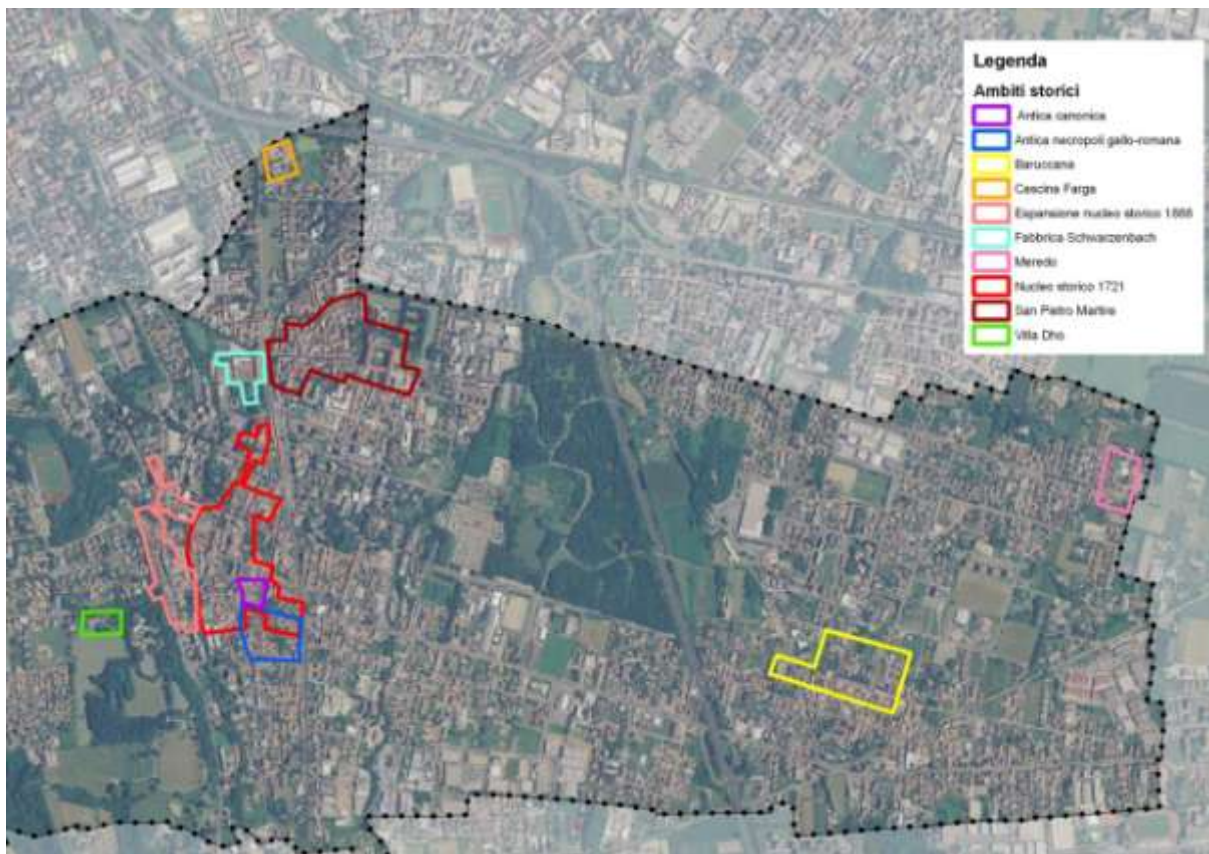 Legenda
Ambiti storici
Antica canonica
Antica necropoli gallo-romana
Baruccana
Cascina Farga
Espansione nucleo storico 1888
Fabbrica Schwarzenbach
Meredo
Nucleo storico 1721
San Pietro Martire
Villa Dho